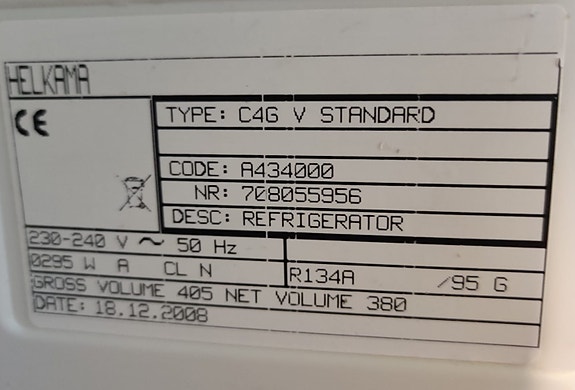 HELKAMA
CE
TYPE: C4G V STANDARD
CODE: A434000
NR: 708055956
DESC: REFRIGERATOR
230-240 V ~ 50 Hz
0295 W A CL N
R134A /95 G
GROSS VOLUME 405 NET VOLUME 380
DATE: 18.12.2008